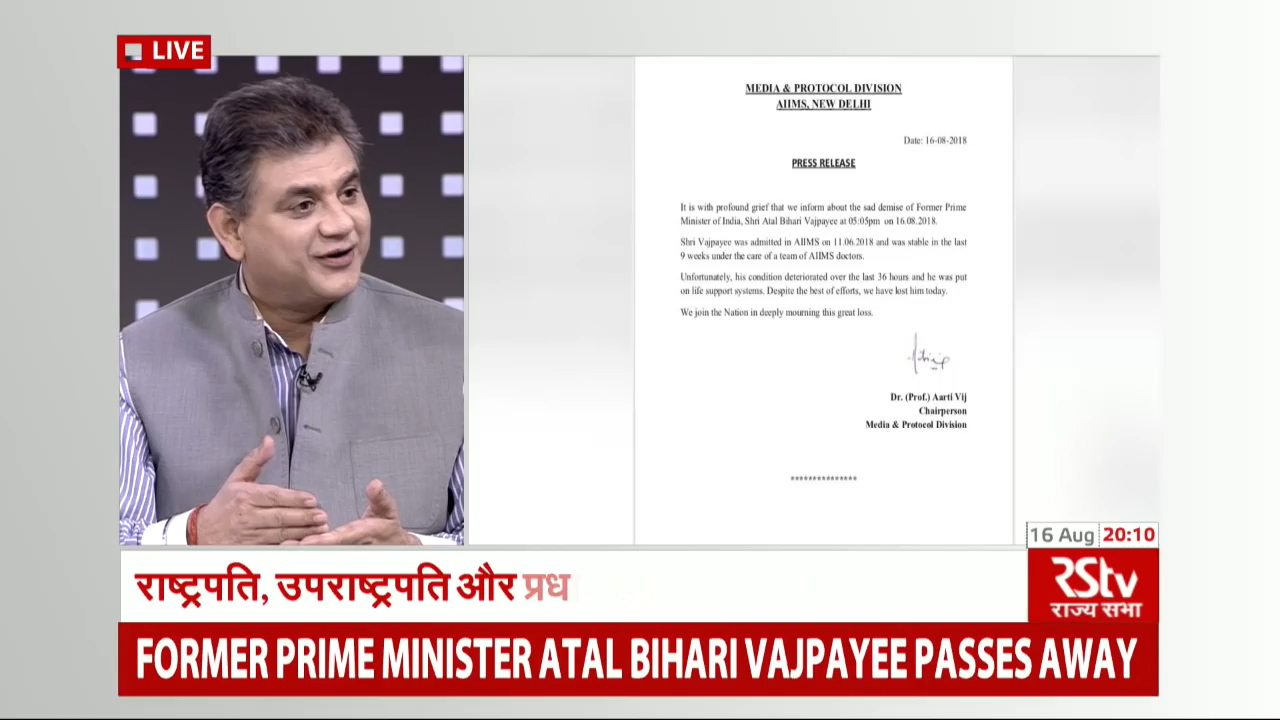 LIVE
MEDIA & PROTOCOL DIVISION
AIIMS, NEW DELHI
Date: 16-08-2018
PRESS RELEASE
It is with profound grief that we inform about the sad demise of Former Prime
Minister of India, Shri Atal Bihari Vajpayee at 05:05pm on 16.08.2018.
Shri Vajpayee was admitted in AIIMS on 11.06.2018 and was stable in the last
9 weeks under the care of a team of AIIMS doctors.
Unfortunately, his condition deteriorated over the last 36 hours and he was put
on life support systems. Despite the best of efforts, we have lost him today.
We join the Nation in deeply mourning this great loss.
Dr. (Prof.) Aarti Vij
Chairperson
Media & Protocol Division
***************
16 Aug 20:10
राष्ट्रपति, उपराष्ट्रपति और प्रध
RStv
राज्य सभा
FORMER PRIME MINISTER ATAL BIHARI VAJPAYEE PASSES AWAY